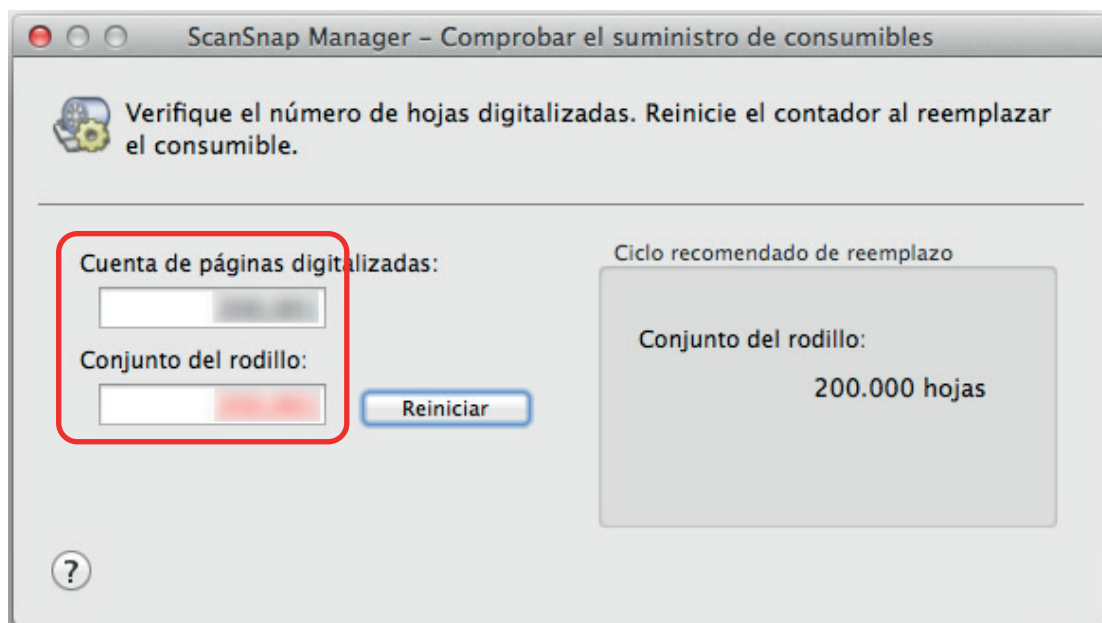 ScanSnap Manager – Comprobar el suministro de consumibles
Verifique el número de hojas digitalizadas. Reinicie el contador al reemplazar
el consumible.
Cuenta de páginas digitalizadas:
Conjunto del rodillo:
Reiniciar
Ciclo recomendado de reemplazo
Conjunto del rodillo:
200.000 hojas
?